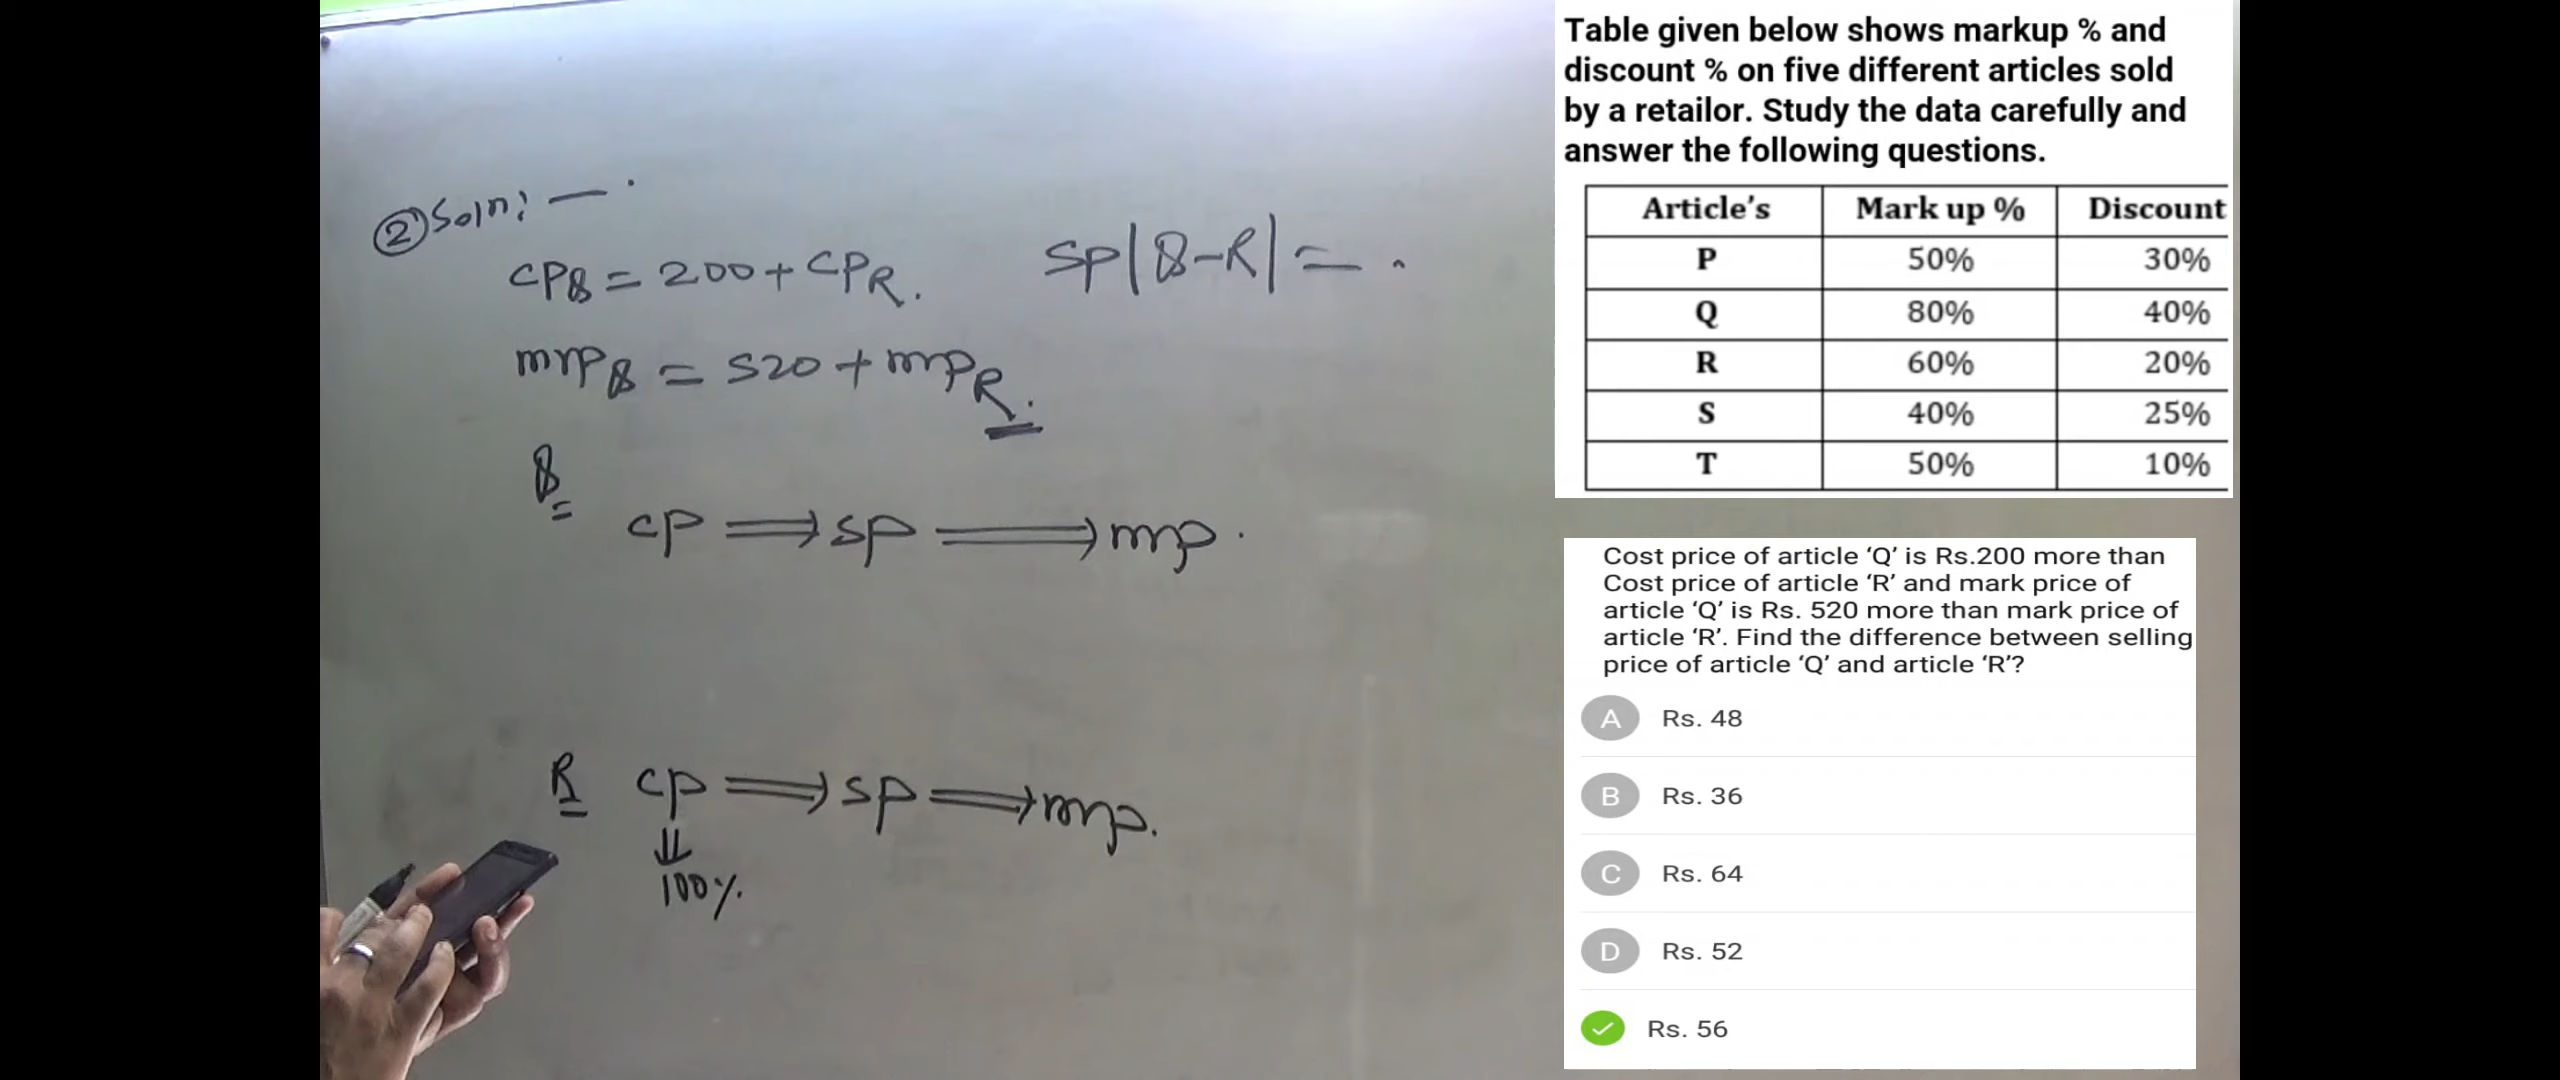 ② Soln: —
CPQ = 200 + CPR.
SP|Q-R| = .
mrpQ = 520 + mpR.
Q
CP ⟹ SP ⟹ mp.
R CP ⟹ SP ⟹ mp.
⇓
100%.
Table given below shows markup % and
discount % on five different articles sold
by a retailor. Study the data carefully and
answer the following questions.
Article's Mark up % Discount
P 50% 30%
Q 80% 40%
R 60% 20%
S 40% 25%
T 50% 10%
Cost price of article ‘Q’ is Rs.200 more than
Cost price of article ‘R’ and mark price of
article ‘Q’ is Rs. 520 more than mark price of
article ‘R’. Find the difference between selling
price of article ‘Q’ and article ‘R’?
A Rs. 48
B Rs. 36
C Rs. 64
D Rs. 52
Rs. 56